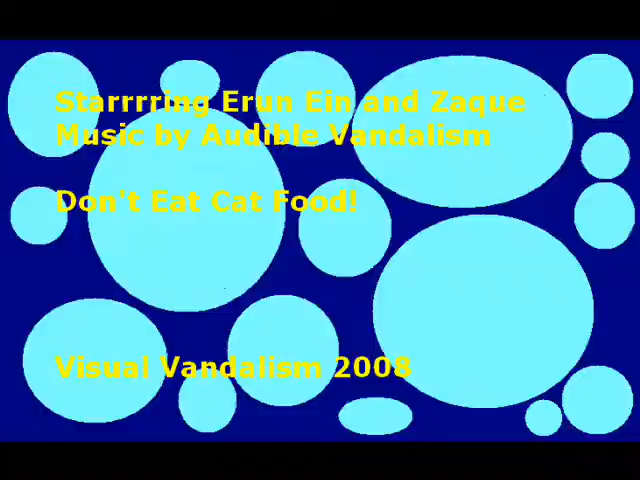 Starrrring Erun Ein and Zaque
Music by Audible Vandalism
Don't Eat Cat Food!
Visual Vandalism 2008